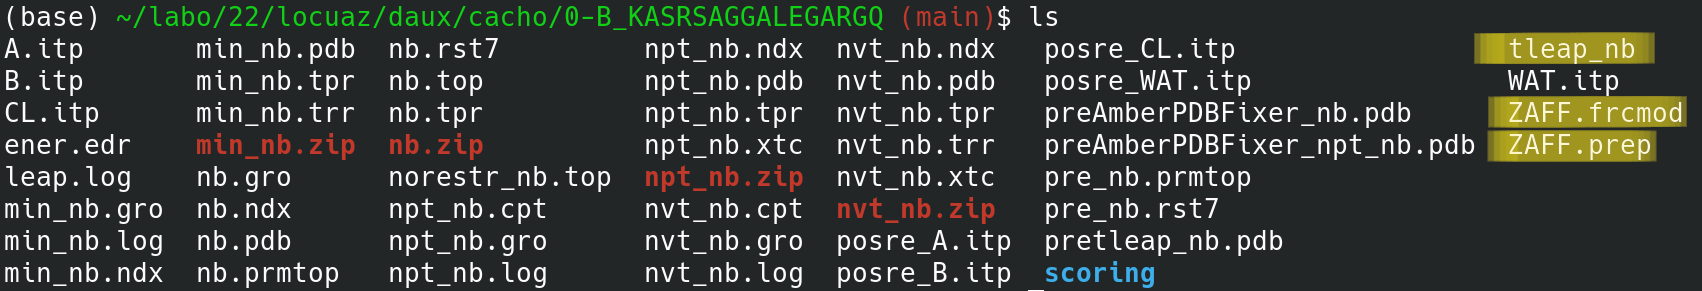 (base) ~/labo/22/locuaz/daux/cacho/0-B_KASRSAGGALEGARGQ (main)$ ls
A.itp min_nb.pdb nb.rst7 npt_nb.ndx nvt_nb.ndx posre_CL.itp tleap_nb
B.itp min_nb.tpr nb.top npt_nb.pdb nvt_nb.pdb posre_WAT.itp WAT.itp
CL.itp min_nb.trr nb.tpr npt_nb.tpr nvt_nb.tpr preAmberPDBFixer_nb.pdb ZAFF.frcmod
ener.edr min_nb.zip nb.zip npt_nb.xtc nvt_nb.trr preAmberPDBFixer_npt_nb.pdb ZAFF.prep
leap.log nb.gro norestr_nb.top npt_nb.zip nvt_nb.xtc pre_nb.prmtop
min_nb.gro nb.ndx npt_nb.cpt nvt_nb.cpt nvt_nb.zip pre_nb.rst7
min_nb.log nb.pdb npt_nb.gro nvt_nb.gro posre_A.itp pretleap_nb.pdb
min_nb.ndx nb.prmtop npt_nb.log nvt_nb.log posre_B.itp scoring